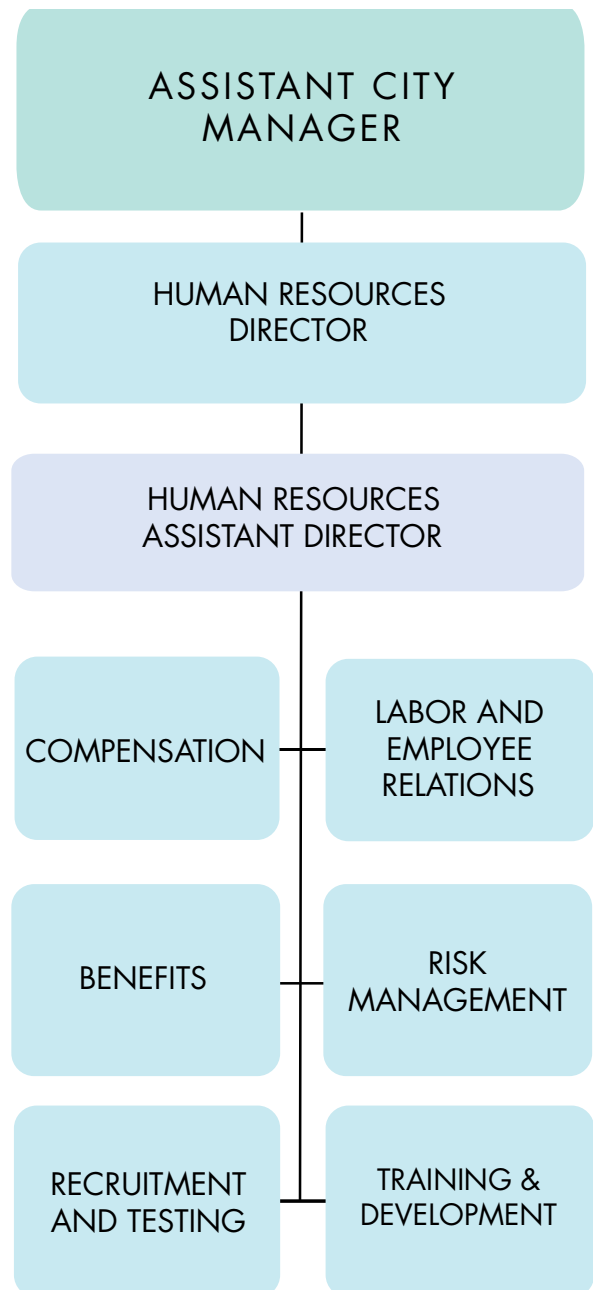 ASSISTANT CITY
MANAGER
HUMAN RESOURCES
DIRECTOR
HUMAN RESOURCES
ASSISTANT DIRECTOR
COMPENSATION
LABOR AND
EMPLOYEE
RELATIONS
BENEFITS
RISK
MANAGEMENT
RECRUITMENT
AND TESTING
TRAINING &
DEVELOPMENT